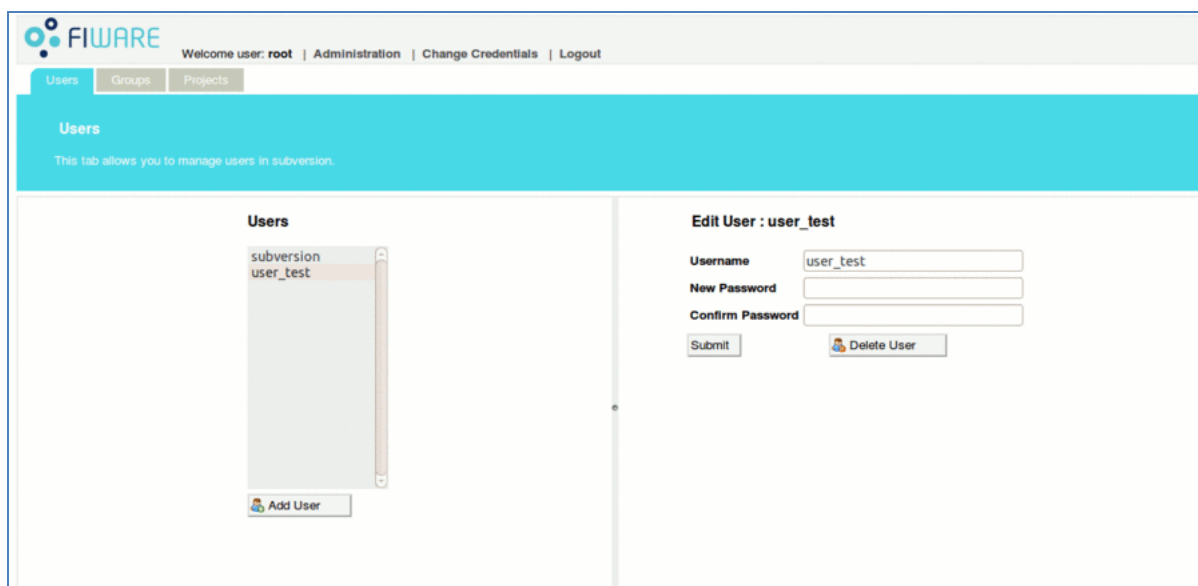 FIWARE
Welcome user: root | Administration | Change Credentials | Logout
Users Groups Projects
Users
This tab allows you to manage users in subversion.
Users
subversion
user_test
Add User
Edit User : user_test
Username user_test
New Password
Confirm Password
Submit Delete User